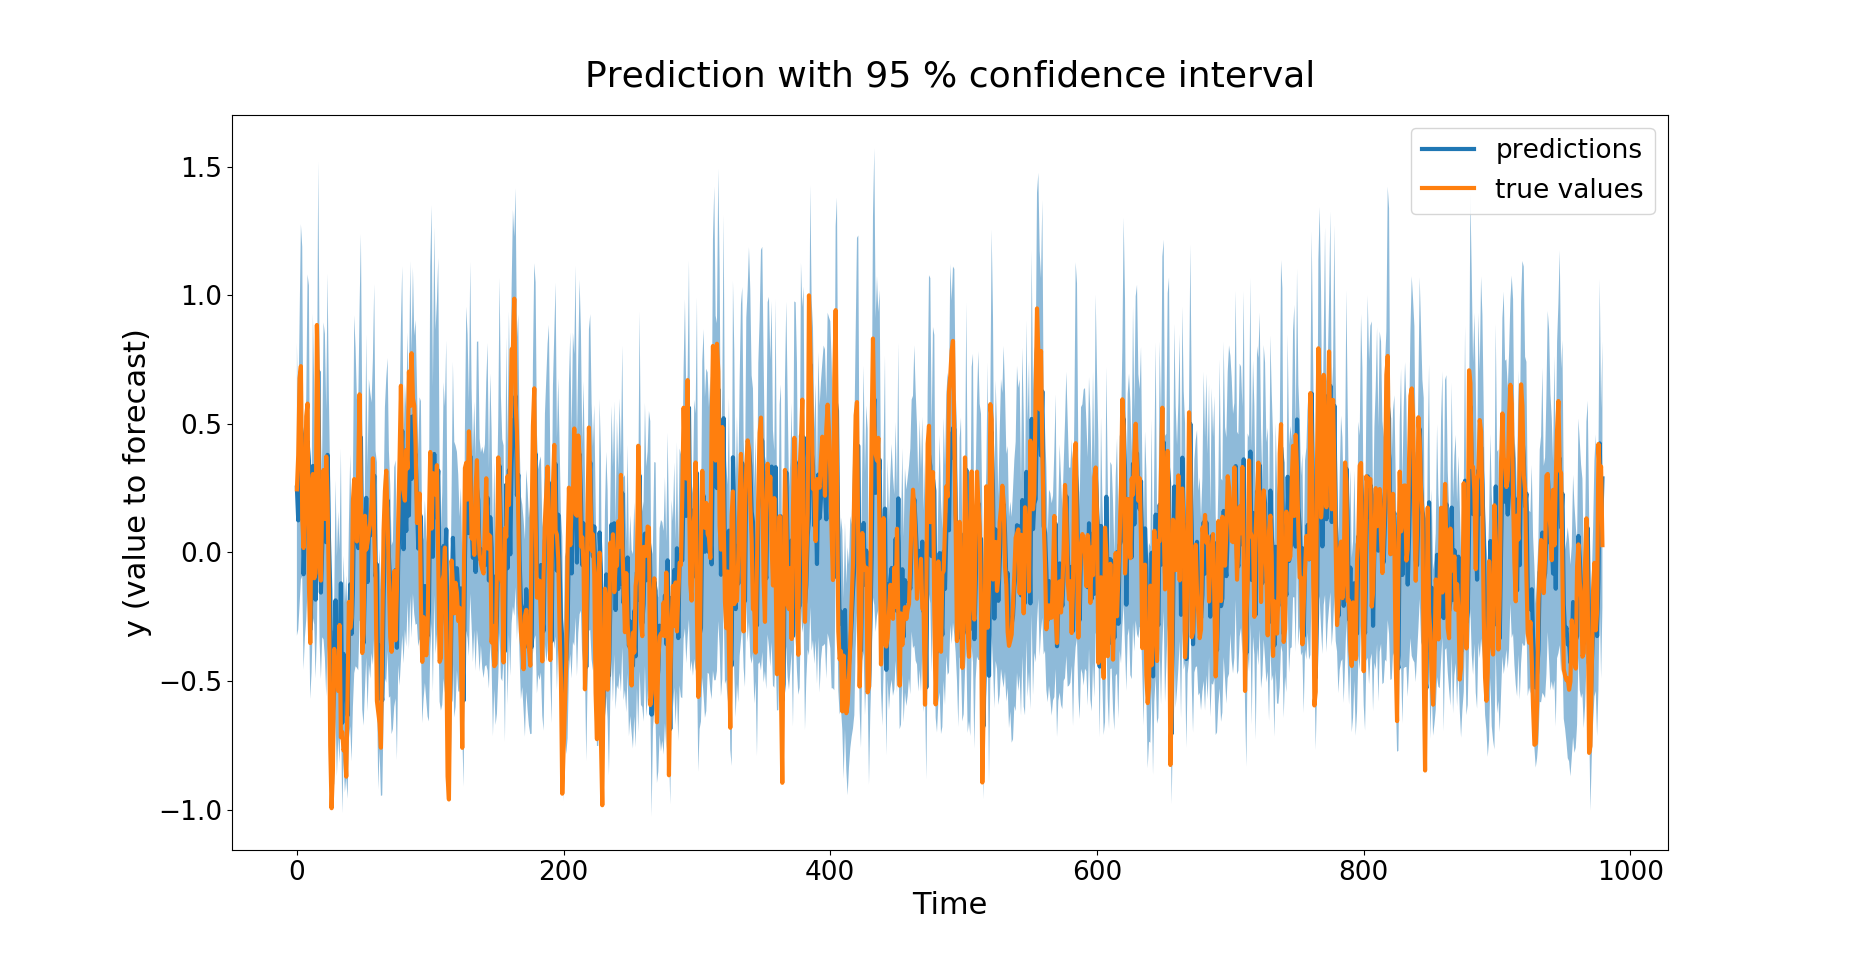 Prediction with 95 % confidence interval
predictions
true values
y (value to forecast)
1.5
1.0
0.5
0.0
−0.5
−1.0
0 200 400 600 800 1000
Time